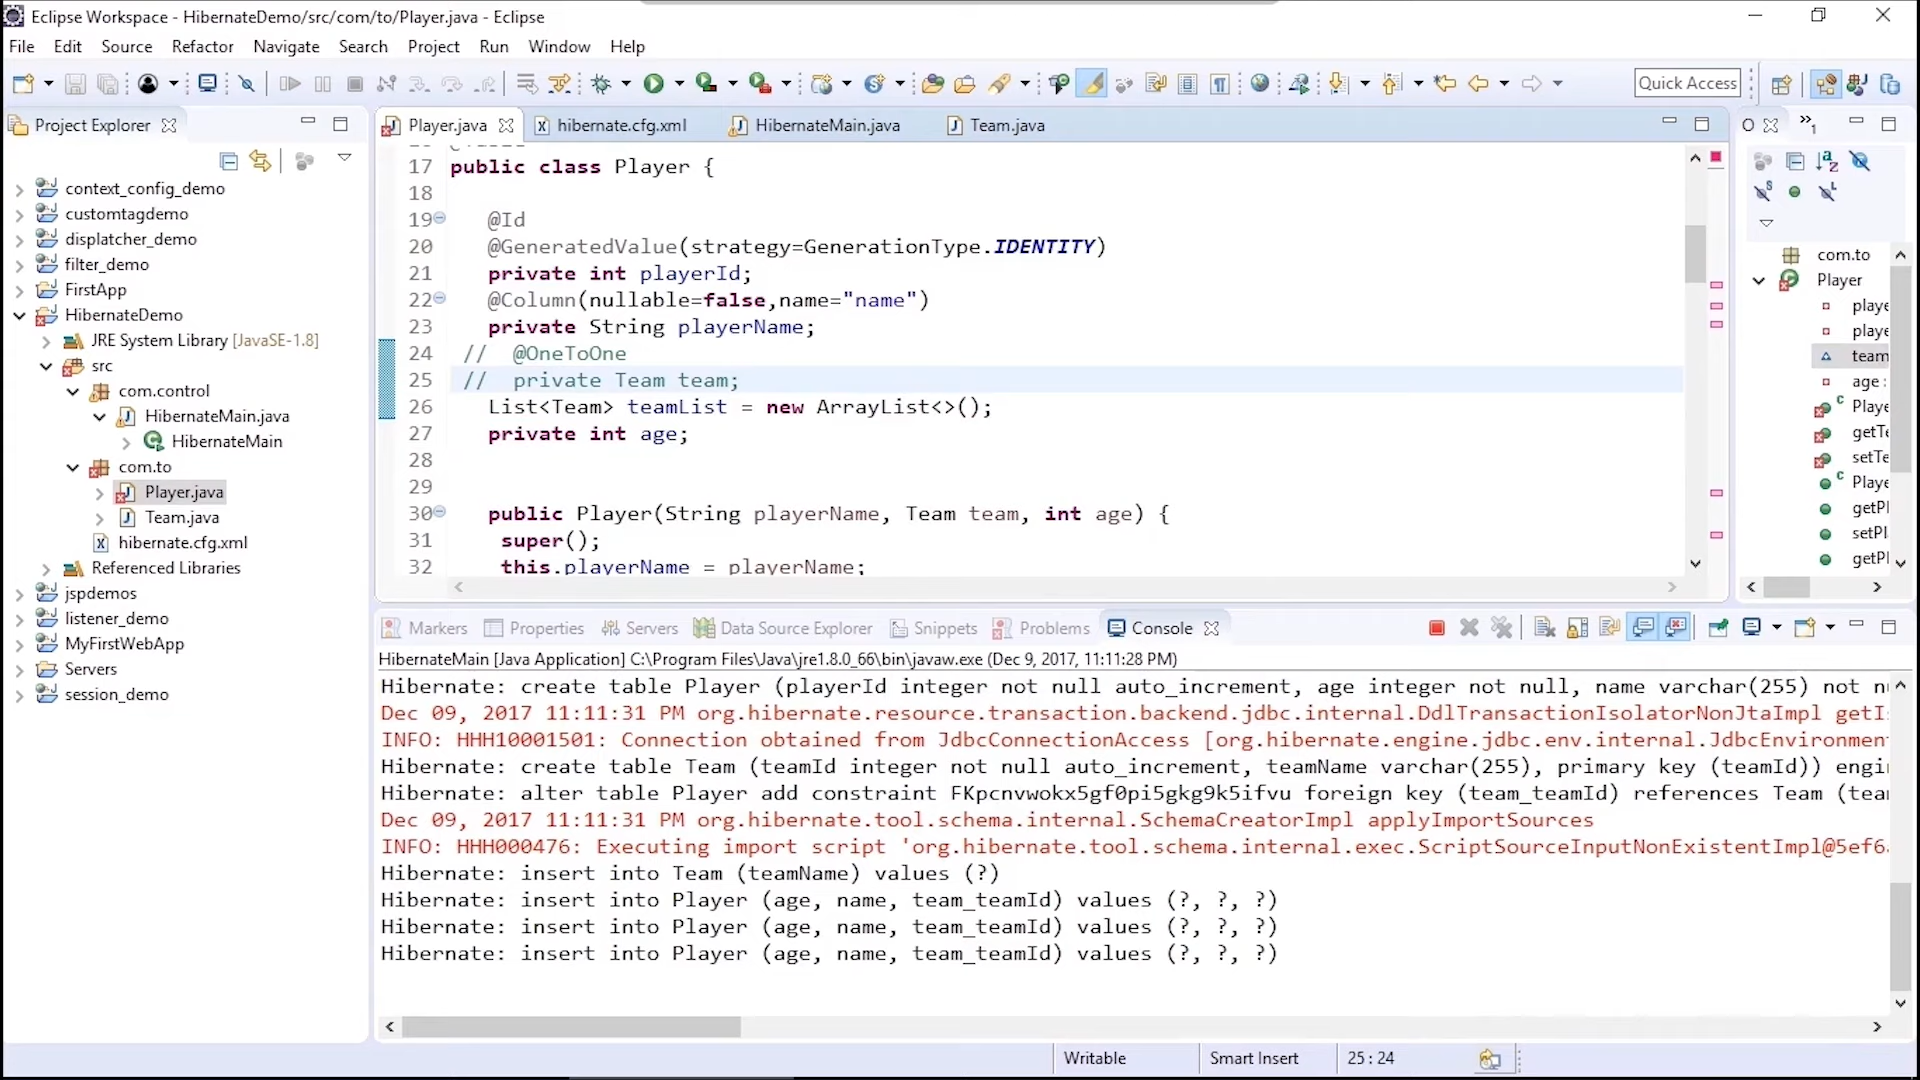 Eclipse Workspace - HibernateDemo/src/com/to/Player.java - Eclipse
File Edit Source Refactor Navigate Search Project Run Window Help
Quick Access
Project Explorer
context_config_demo
customtagdemo
displatcher_demo
filter_demo
FirstApp
HibernateDemo
JRE System Library [JavaSE-1.8]
src
com.control
HibernateMain.java
HibernateMain
com.to
Player.java
Team.java
hibernate.cfg.xml
Referenced Libraries
jspdemos
listener_demo
MyFirstWebApp
Servers
session_demo
Player.java hibernate.cfg.xml HibernateMain.java Team.java
17 public class Player {
18
19 @Id
20 @GeneratedValue(strategy=GenerationType.IDENTITY)
21 private int playerId;
22 @Column(nullable=false,name="name")
23 private String playerName;
24 // @OneToOne
25 // private Team team;
26 List<Team> teamList = new ArrayList<>();
27 private int age;
28
29
30 public Player(String playerName, Team team, int age) {
31 super();
32 this.playerName = playerName;
com.to
Player
playe
playe
team
age :
Playe
getTe
setTe
Playe
getPl
setPl
getPl
Markers Properties Servers Data Source Explorer Snippets Problems Console
HibernateMain [Java Application] C:\Program Files\Java\jre1.8.0_66\bin\javaw.exe (Dec 9, 2017, 11:11:28 PM)
Hibernate: create table Player (playerId integer not null auto_increment, age integer not null, name varchar(255) not nu
Dec 09, 2017 11:11:31 PM org.hibernate.resource.transaction.backend.jdbc.internal.DdlTransactionIsolatorNonJtaImpl getIs
INFO: HHH10001501: Connection obtained from JdbcConnectionAccess [org.hibernate.engine.jdbc.env.internal.JdbcEnvironmen
Hibernate: create table Team (teamId integer not null auto_increment, teamName varchar(255), primary key (teamId)) engi
Hibernate: alter table Player add constraint FKpcnvwokx5gf0pi5gkg9k5ifvu foreign key (team_teamId) references Team (tea
Dec 09, 2017 11:11:31 PM org.hibernate.tool.schema.internal.SchemaCreatorImpl applyImportSources
INFO: HHH000476: Executing import script 'org.hibernate.tool.schema.internal.exec.ScriptSourceInputNonExistentImpl@5ef6
Hibernate: insert into Team (teamName) values (?)
Hibernate: insert into Player (age, name, team_teamId) values (?, ?, ?)
Hibernate: insert into Player (age, name, team_teamId) values (?, ?, ?)
Hibernate: insert into Player (age, name, team_teamId) values (?, ?, ?)
Writable Smart Insert 25 : 24